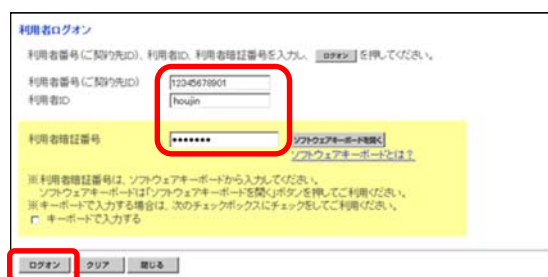 利用者ログオン
利用者番号(ご契約先ID)、利用者ID、利用者暗証番号を入力し、 ログオン を押してください。
利用者番号(ご契約先ID) 12345678901
利用者ID houjin
利用者暗証番号 ●●●●●●● ソフトウェアキーボードを開く
ソフトウェアキーボードとは?
※利用者暗証番号は、ソフトウェアキーボードから入力してください。
ソフトウェアキーボードは「ソフトウェアキーボードを開く」ボタンを押してご利用ください。
※キーボードで入力する場合は、次のチェックボックスにチェックをしてご利用ください。
キーボードで入力する
ログオン クリア 閉じる